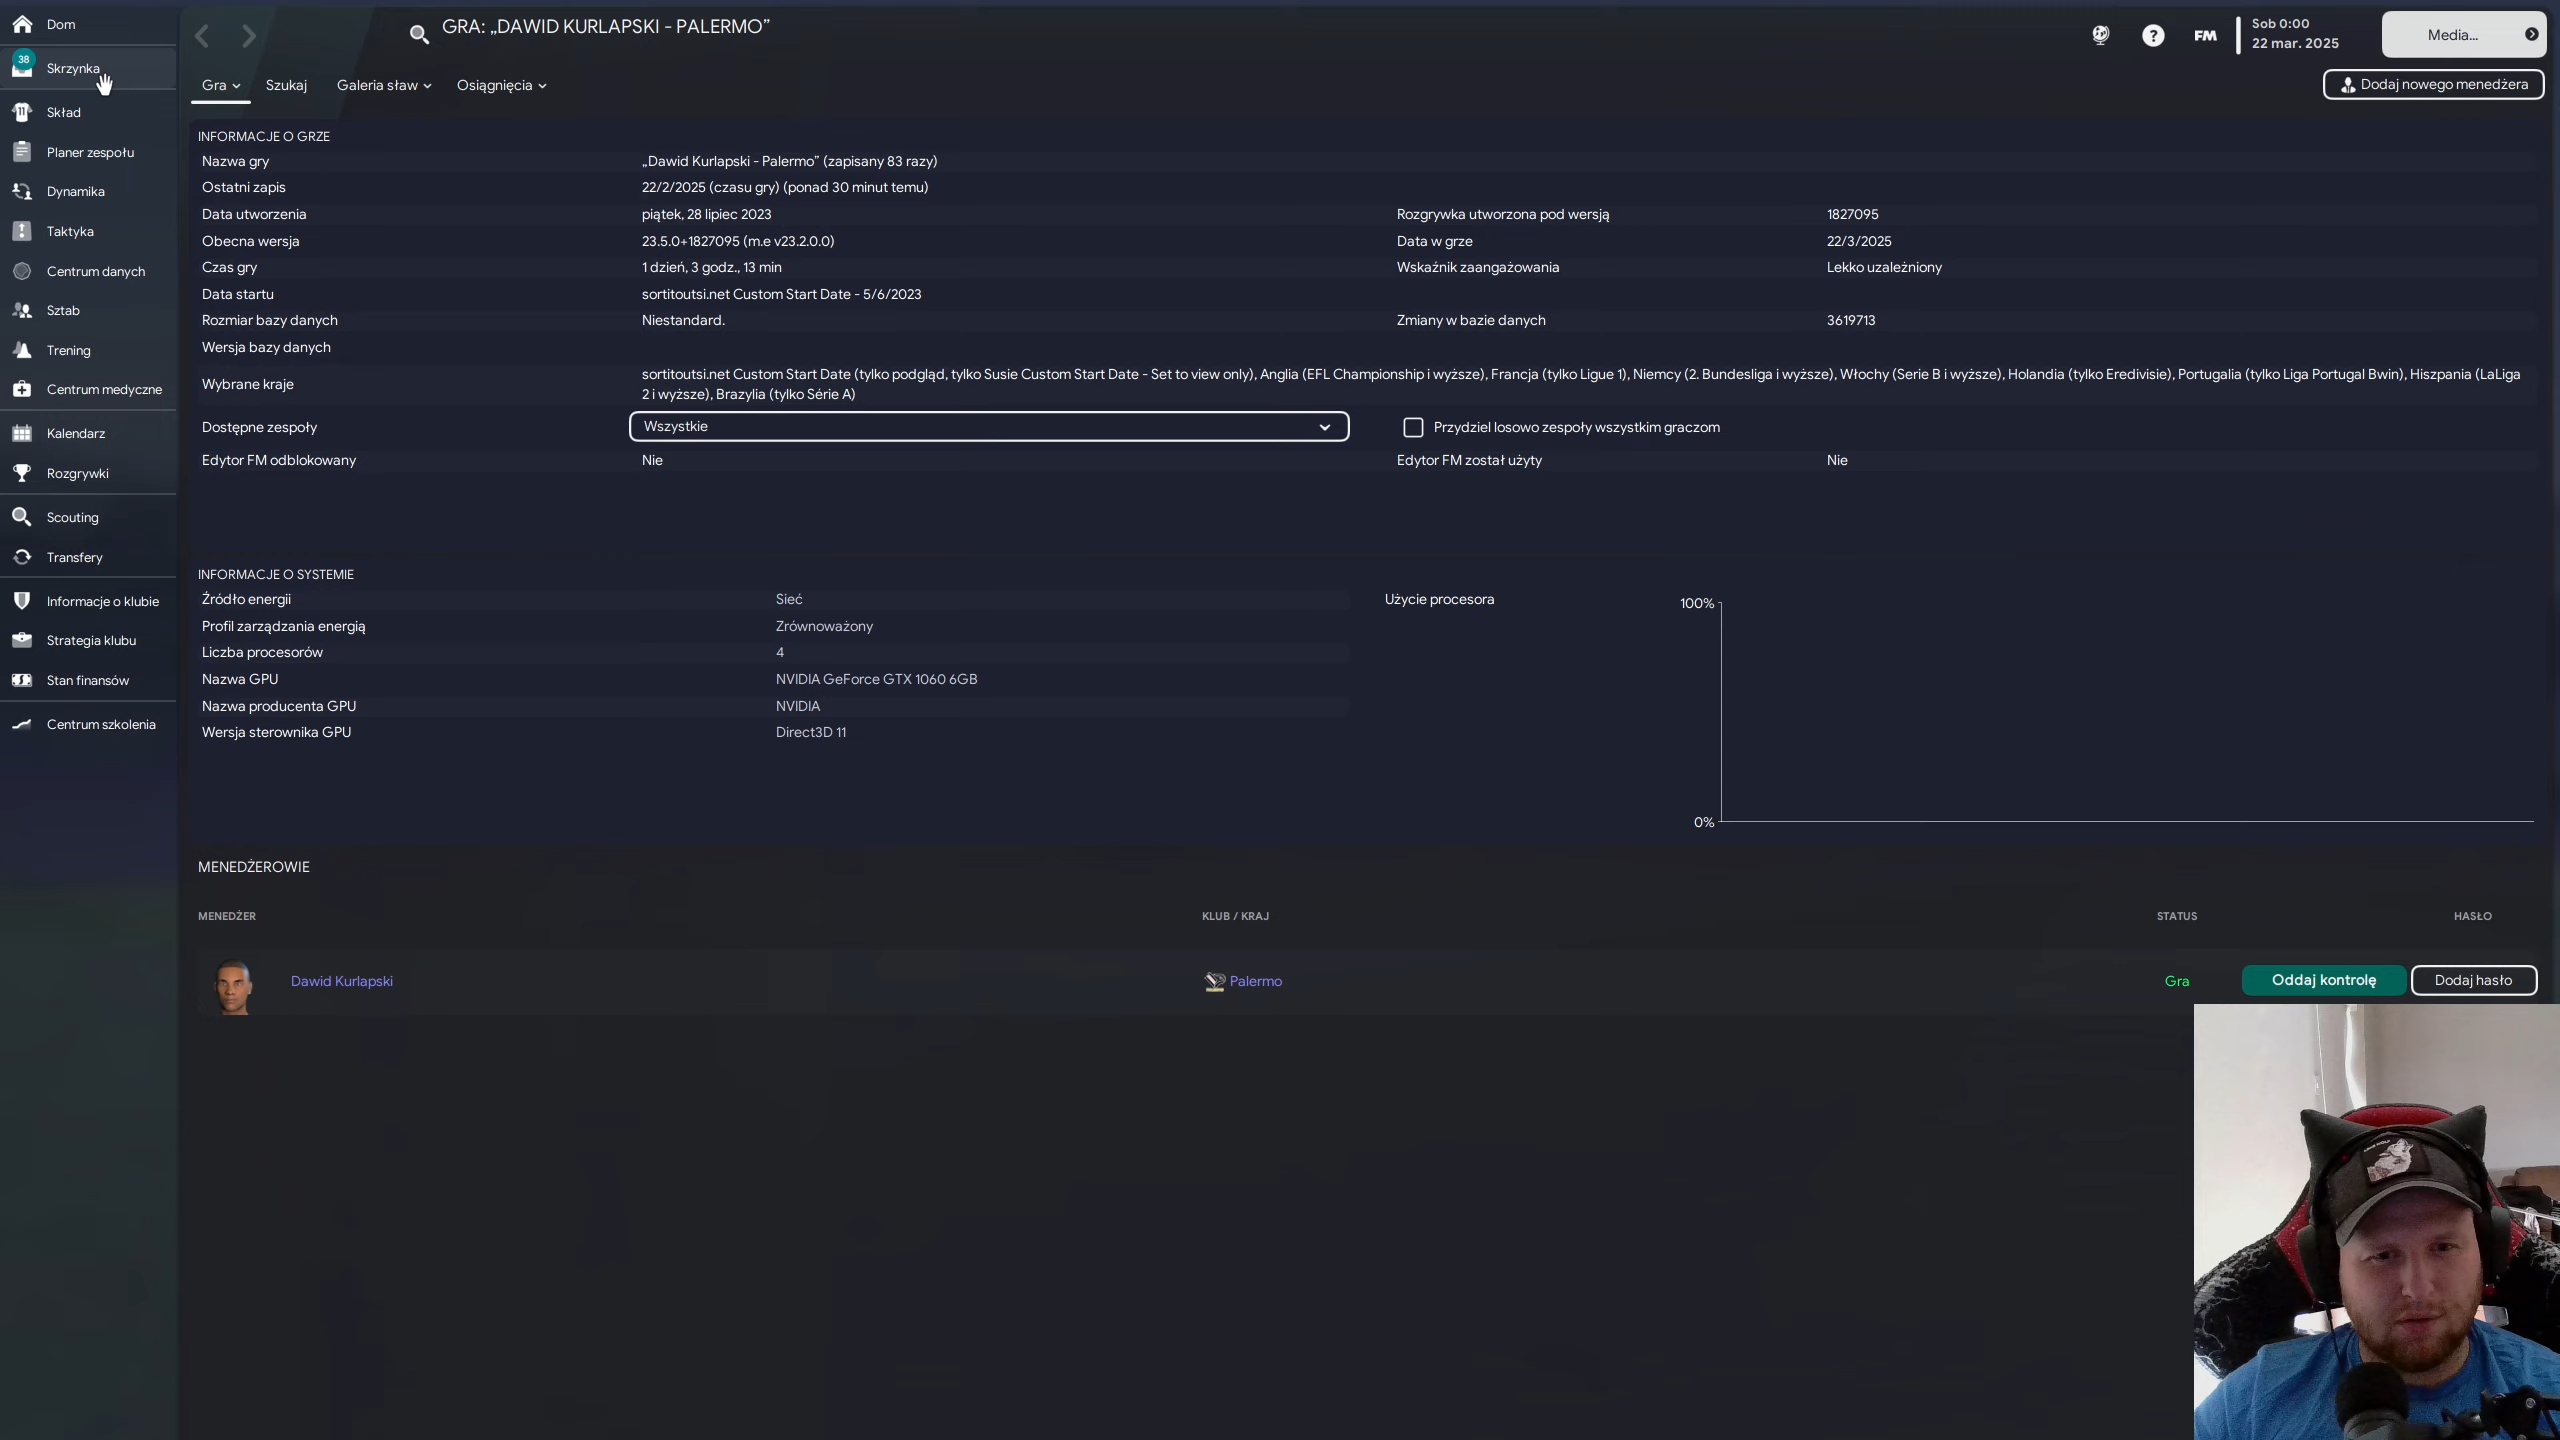 Dom
38
Skrzynka
Skład
Planer zespołu
Dynamika
Taktyka
Centrum danych
Sztab
Trening
Centrum medyczne
Kalendarz
Rozgrywki
Scouting
Transfery
Informacje o klubie
Strategia klubu
Stan finansów
Centrum szkolenia
GRA: „DAWID KURLAPSKI - PALERMO”
?
FM
Sob 0:00
22 mar. 2025
Media...
Gra
Szukaj
Galeria sław
Osiągnięcia
Dodaj nowego menedżera
INFORMACJE O GRZE
Nazwa gry
„Dawid Kurlapski - Palermo” (zapisany 83 razy)
Ostatni zapis
22/2/2025 (czasu gry) (ponad 30 minut temu)
Data utworzenia
piątek, 28 lipiec 2023
Rozgrywka utworzona pod wersją
1827095
Obecna wersja
23.5.0+1827095 (m.e v23.2.0.0)
Data w grze
22/3/2025
Czas gry
1 dzień, 3 godz., 13 min
Wskaźnik zaangażowania
Lekko uzależniony
Data startu
sortitoutsi.net Custom Start Date - 5/6/2023
Rozmiar bazy danych
Niestandard.
Zmiany w bazie danych
3619713
Wersja bazy danych
Wybrane kraje
sortitoutsi.net Custom Start Date (tylko podgląd, tylko Susie Custom Start Date - Set to view only), Anglia (EFL Championship i wyższe), Francja (tylko Ligue 1), Niemcy (2. Bundesliga i wyższe), Włochy (Serie B i wyższe), Holandia (tylko Eredivisie), Portugalia (tylko Liga Portugal Bwin), Hiszpania (LaLiga
2 i wyższe), Brazylia (tylko Série A)
Dostępne zespoły
Wszystkie
Przydziel losowo zespoły wszystkim graczom
Edytor FM odblokowany
Nie
Edytor FM został użyty
Nie
INFORMACJE O SYSTEMIE
Źródło energii
Sieć
Użycie procesora
100%
0%
Profil zarządzania energią
Zrównoważony
Liczba procesorów
4
Nazwa GPU
NVIDIA GeForce GTX 1060 6GB
Nazwa producenta GPU
NVIDIA
Wersja sterownika GPU
Direct3D 11
MENEDŻEROWIE
MENEDŻER
KLUB / KRAJ
STATUS
HASŁO
Dawid Kurlapski
Palermo
Gra
Oddaj kontrolę
Dodaj hasło